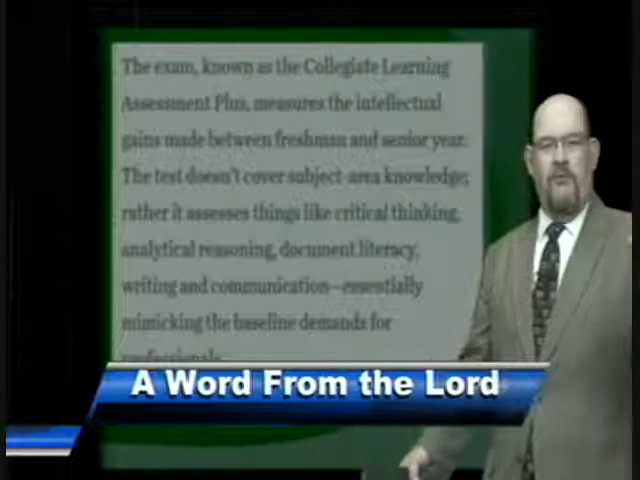 The exam, known as the Collegiate Learning
Assessment Plus, measures the intellectual
gains made between freshman and senior year.
The test doesn't cover subject-area knowledge;
rather it assesses things like critical thinking,
analytical reasoning, document literacy,
writing and communication—essentially
mimicking the baseline demands for
professionals
A Word From the Lord